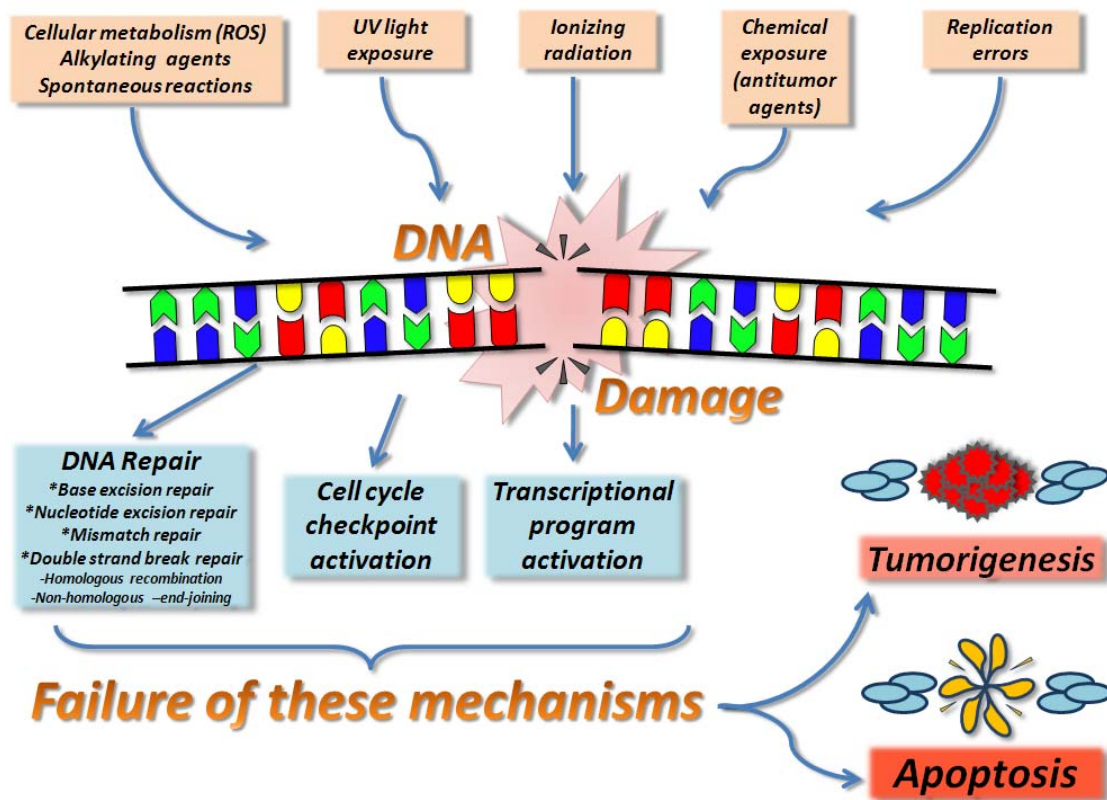 Cellular metabolism (ROS)
Alkylating agents
Spontaneous reactions
UV light
exposure
Ionizing
radiation
Chemical
exposure
(antitumor
agents)
Replication
errors
DNA
Damage
DNA Repair
*Base excision repair
*Nucleotide excision repair
*Mismatch repair
*Double strand break repair
-Homologous recombination
-Non-homologous –end-joining
Cell cycle
checkpoint
activation
Transcriptional
program
activation
Tumorigenesis
Failure of these mechanisms
Apoptosis